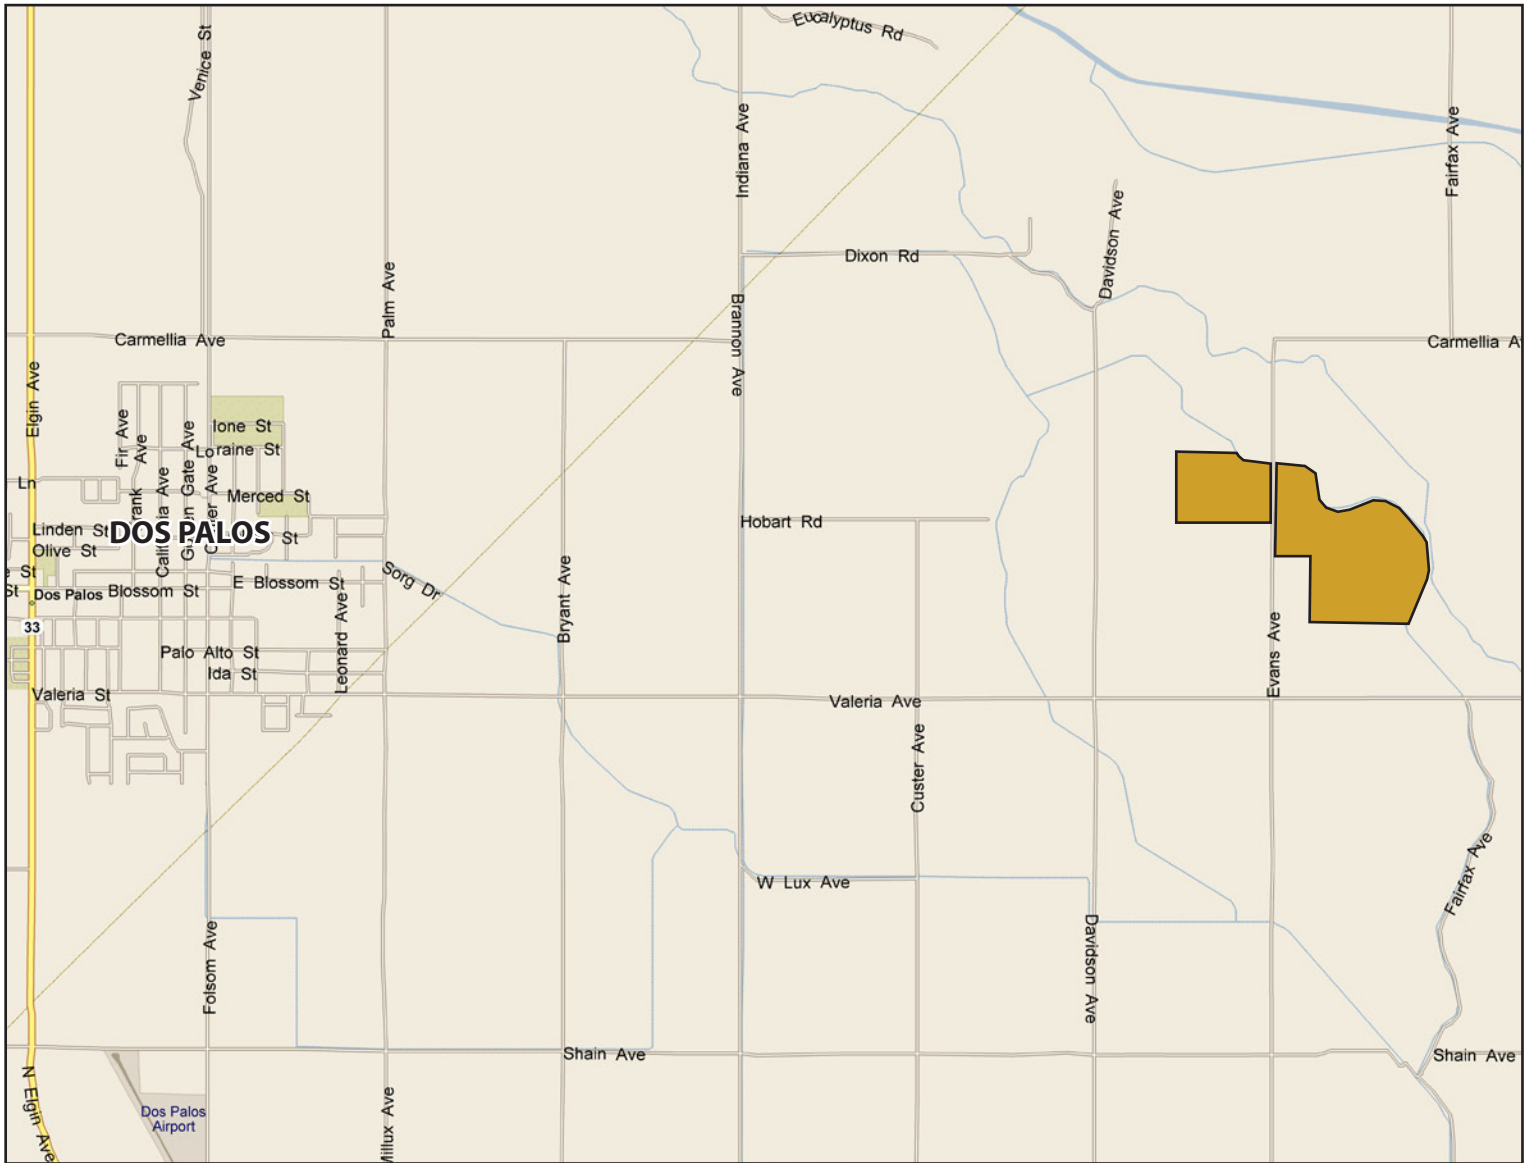 Eucalyptus Rd
Venice St
Indiana Ave
Fairfax Ave
Davidson Ave
Dixon Rd
Palm Ave
Brannon Ave
Carmellia Ave
Carmellia A
Elgin Ave
Fir Ave
Ave
Ione St
Loraine St
Ln
Merced St
Linden St
DOS PALOS
St
Hobart Rd
Olive St
e St
St
Sorg Dr
E Blossom St
Dos Palos
Blossom St
33
Leonard Ave
Bryant Ave
Evans Ave
Palo Alto St
Ida St
Valeria St
Valeria Ave
Custer Ave
W Lux Ave
Fairfax Ave
Folsom Ave
Davidson Ave
Shain Ave
Shain Ave
N Elgin Ave
Dos Palos
Airport